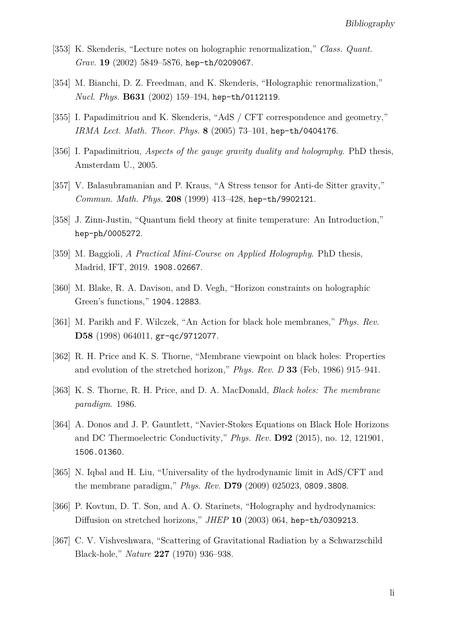 Bibliography
[353] K. Skenderis, “Lecture notes on holographic renormalization,” Class. Quant.
Grav. 19 (2002) 5849–5876, hep-th/0209067.
[354] M. Bianchi, D. Z. Freedman, and K. Skenderis, “Holographic renormalization,”
Nucl. Phys. B631 (2002) 159–194, hep-th/0112119.
[355] I. Papadimitriou and K. Skenderis, “AdS / CFT correspondence and geometry,”
IRMA Lect. Math. Theor. Phys. 8 (2005) 73–101, hep-th/0404176.
[356] I. Papadimitriou, Aspects of the gauge gravity duality and holography. PhD thesis,
Amsterdam U., 2005.
[357] V. Balasubramanian and P. Kraus, “A Stress tensor for Anti-de Sitter gravity,”
Commun. Math. Phys. 208 (1999) 413–428, hep-th/9902121.
[358] J. Zinn-Justin, “Quantum field theory at finite temperature: An Introduction,”
hep-ph/0005272.
[359] M. Baggioli, A Practical Mini-Course on Applied Holography. PhD thesis,
Madrid, IFT, 2019. 1908.02667.
[360] M. Blake, R. A. Davison, and D. Vegh, “Horizon constraints on holographic
Green’s functions,” 1904.12883.
[361] M. Parikh and F. Wilczek, “An Action for black hole membranes,” Phys. Rev.
D58 (1998) 064011, gr-qc/9712077.
[362] R. H. Price and K. S. Thorne, “Membrane viewpoint on black holes: Properties
and evolution of the stretched horizon,” Phys. Rev. D 33 (Feb, 1986) 915–941.
[363] K. S. Thorne, R. H. Price, and D. A. MacDonald, Black holes: The membrane
paradigm. 1986.
[364] A. Donos and J. P. Gauntlett, “Navier-Stokes Equations on Black Hole Horizons
and DC Thermoelectric Conductivity,” Phys. Rev. D92 (2015), no. 12, 121901,
1506.01360.
[365] N. Iqbal and H. Liu, “Universality of the hydrodynamic limit in AdS/CFT and
the membrane paradigm,” Phys. Rev. D79 (2009) 025023, 0809.3808.
[366] P. Kovtun, D. T. Son, and A. O. Starinets, “Holography and hydrodynamics:
Diffusion on stretched horizons,” JHEP 10 (2003) 064, hep-th/0309213.
[367] C. V. Vishveshwara, “Scattering of Gravitational Radiation by a Schwarzschild
Black-hole,” Nature 227 (1970) 936–938.
li